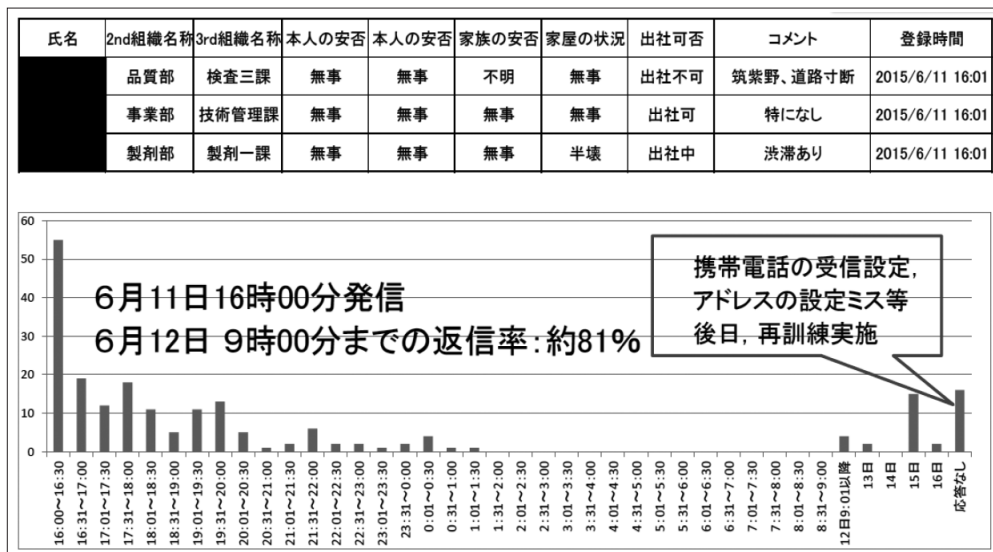 氏名 2nd組織名称 3rd組織名称 本人の安否 本人の安否 家族の安否 家屋の状況 出社可否 コメント 登録時間
品質部 検査三課 無事 無事 不明 無事 出社不可 筑紫野、道路寸断 2015/6/11 16:01
事業部 技術管理課 無事 無事 無事 無事 出社可 特になし 2015/6/11 16:01
製剤部 製剤一課 無事 無事 無事 半壊 出社中 渋滞あり 2015/6/11 16:01
60
50
40
30
20
10
0
6月11日16時00分発信
6月12日 9時00分までの返信率:約81%
携帯電話の受信設定,
アドレスの設定ミス等
後日,再訓練実施
16:00~16:30
16:31~17:00
17:01~17:30
17:31~18:00
18:01~18:30
18:31~19:00
19:01~19:30
19:31~20:00
20:01~20:30
20:31~21:00
21:01~21:30
21:31~22:00
22:01~22:30
22:31~23:00
23:01~23:30
23:31~0:00
0:01~0:30
0:31~1:00
1:01~1:30
1:31~2:00
2:01~2:30
2:31~3:00
3:01~3:30
3:31~4:00
4:01~4:30
4:31~5:00
5:01~5:30
5:31~6:00
6:01~6:30
6:31~7:00
7:01~7:30
7:31~8:00
8:01~8:30
8:31~9:00
12日9:01以降
13日
14日
15日
16日
応答なし